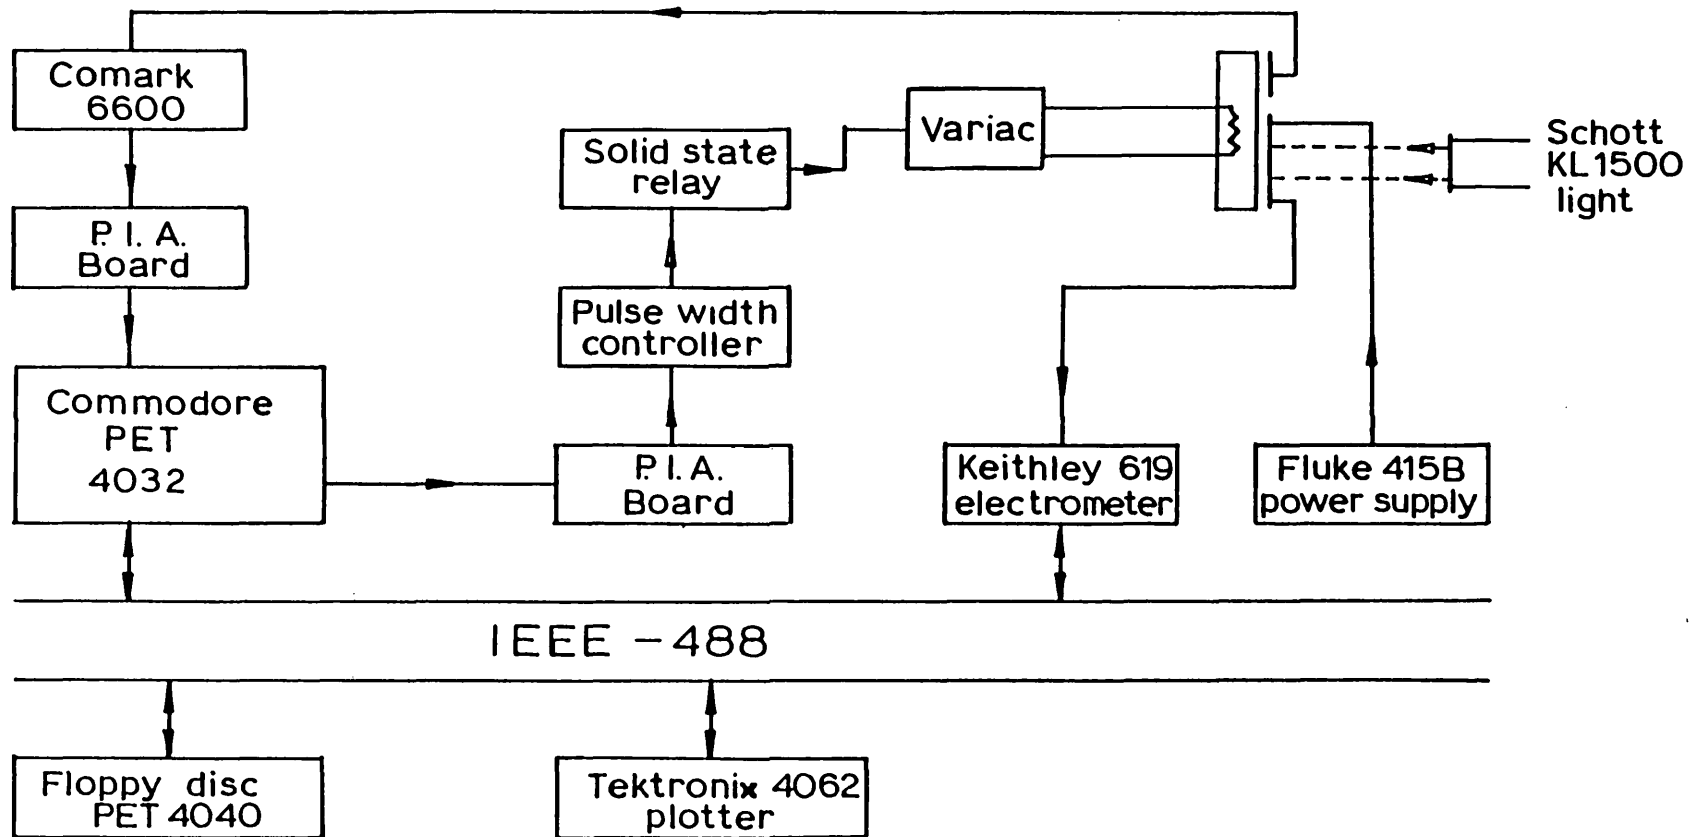 Comark
6600
P. I. A.
Board
Commodore
PET
4032
Solid state
relay
Pulse width
controller
P. I. A.
Board
Variac
Schott
KL1500
light
Keithley 619
electrometer
Fluke 415B
power supply
IEEE - 488
Floppy disc
PET 4040
Tektronix 4062
plotter